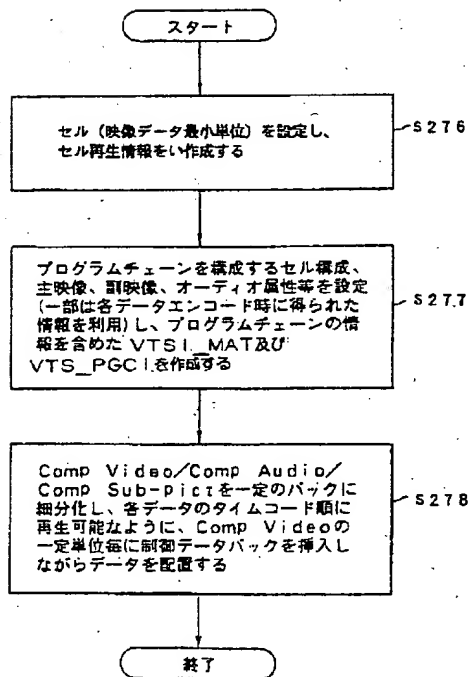 スタート
セル（映像データ最小単位）を設定し、
セル再生情報をい作成する
S276
プログラムチェーンを構成するセル構成、
主映像、副映像、オーディオ属性等を設定
(一部は各データエンコード時に得られた
情報を利用)し、プログラムチェーンの情
報を含めたVTSI_MAT及び
VTS_PGCIを作成する
S277
Comp Video/Comp Audio/
Comp Sub-pictを一定のパックに
細分化し、各データのタイムコード順に
再生可能なように、Comp Videoの
一定単位毎に制御データパックを挿入し
ながらデータを配置する
S278
終了